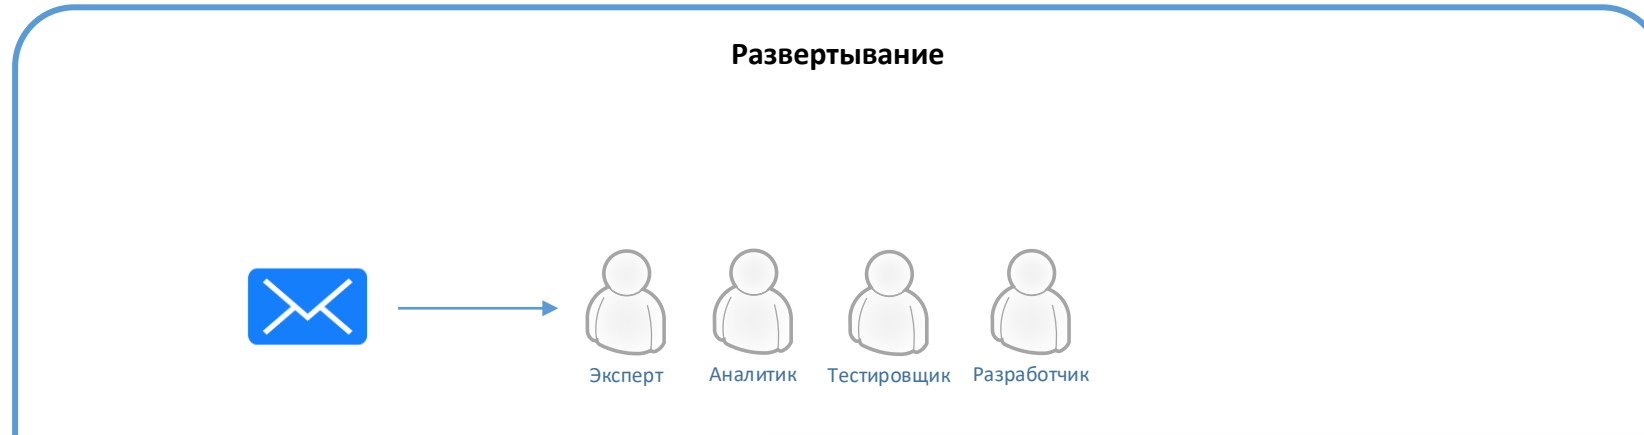 Развертывание
Эксперт Аналитик Тестировщик Разработчик